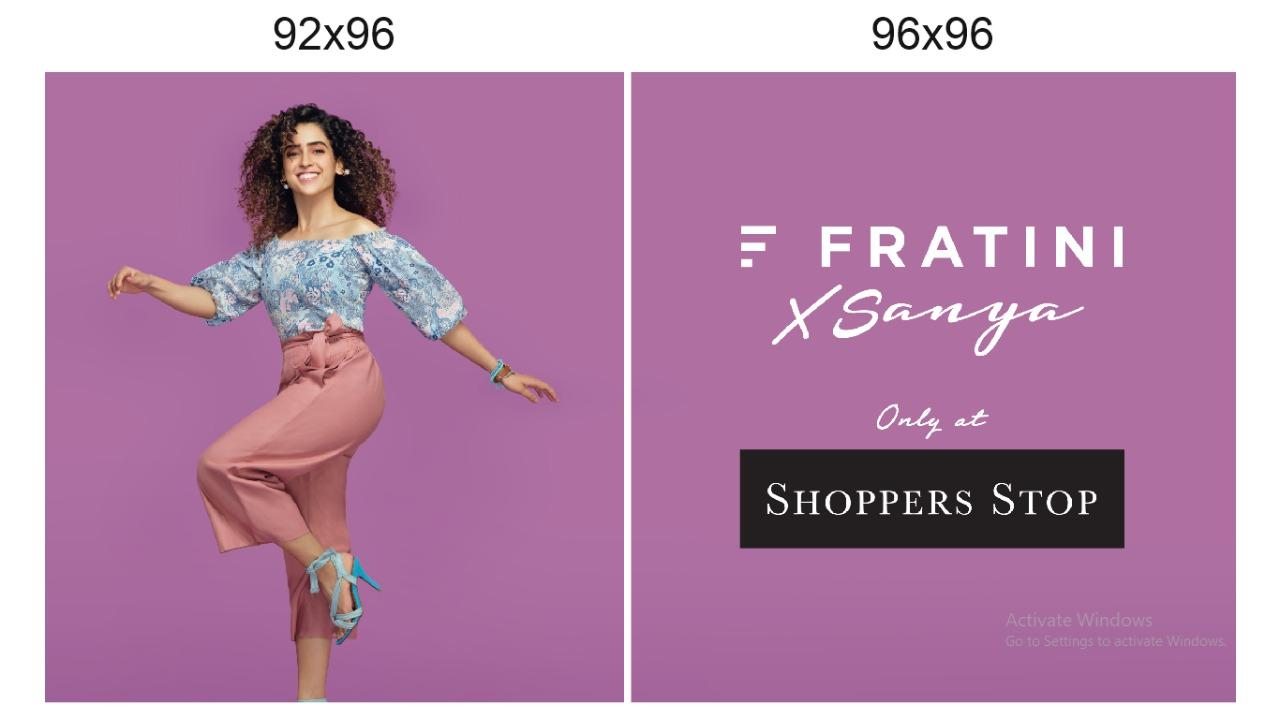 92x96
96x96
FRATINI
X Sanya
Only at
SHOPPERS STOP
Activate Windows
Go to Settings to activate Windows.